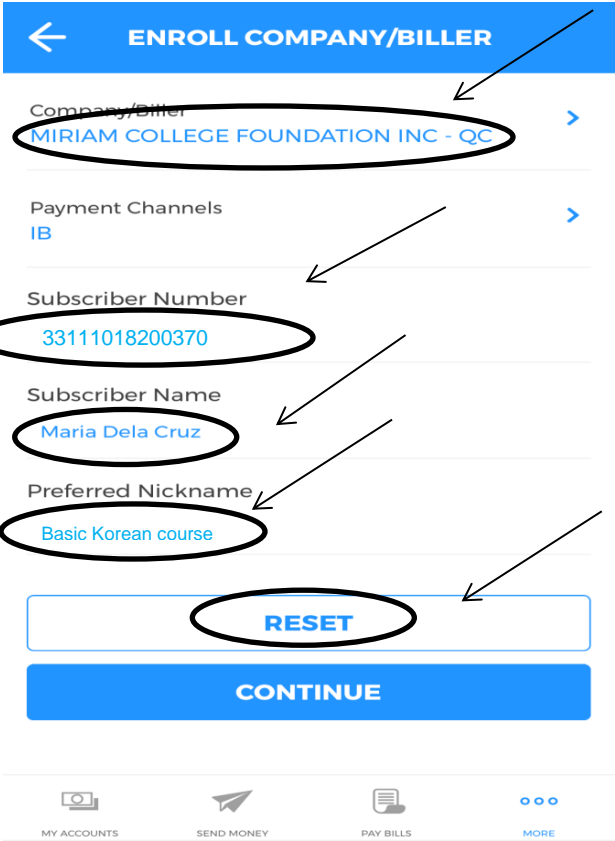 ENROLL COMPANY/BILLER
Company/Biller
MIRIAM COLLEGE FOUNDATION INC - QC
Payment Channels
IB
Subscriber Number
33111018200370
Subscriber Name
Maria Dela Cruz
Preferred Nickname
Basic Korean course
RESET
CONTINUE
MY ACCOUNTS
SEND MONEY
PAY BILLS
MORE